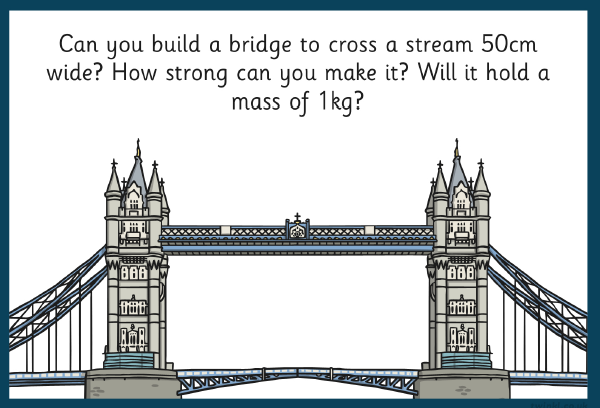 Can you build a bridge to cross a stream 50cm
wide? How strong can you make it? Will it hold a
mass of 1kg?